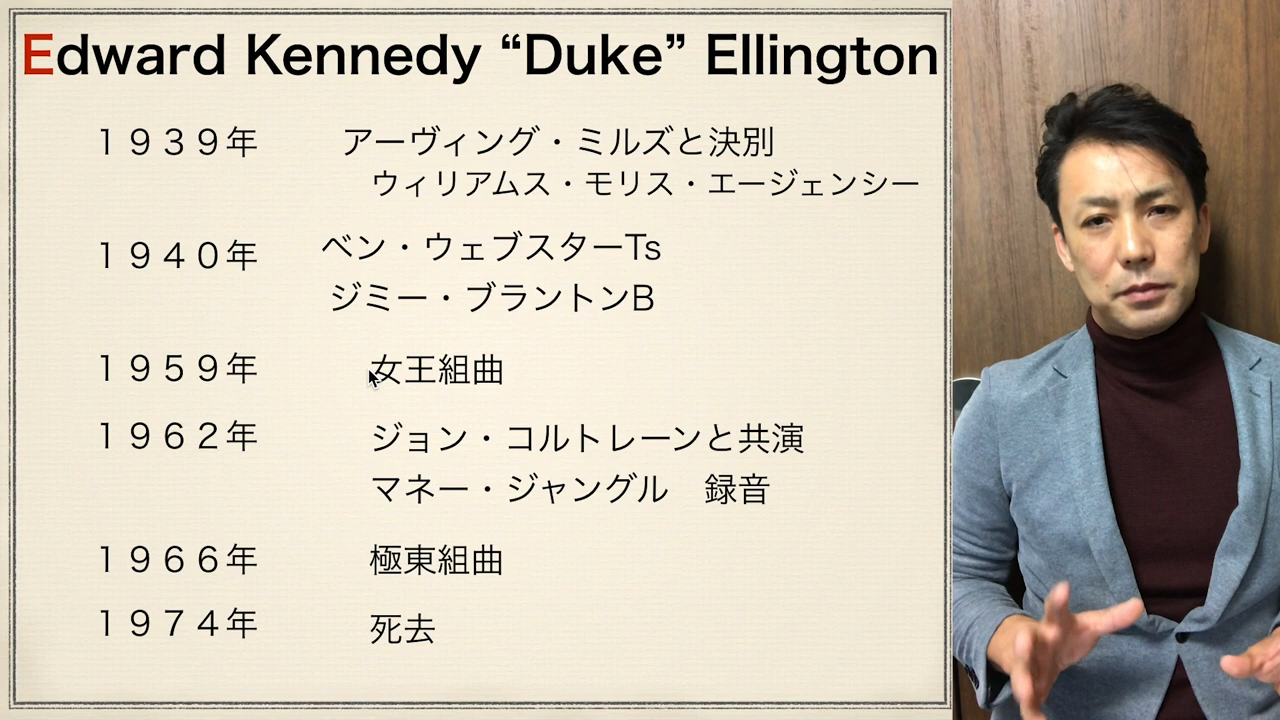 Edward Kennedy “Duke” Ellington
１９３９年 アーヴィング・ミルズと決別
ウィリアムス・モリス・エージェンシー
１９４０年 ベン・ウェブスターTs
ジミー・ブラントンB
１９５９年 女王組曲
１９６２年 ジョン・コルトレーンと共演
マネー・ジャングル　録音
１９６６年 極東組曲
１９７４年 死去